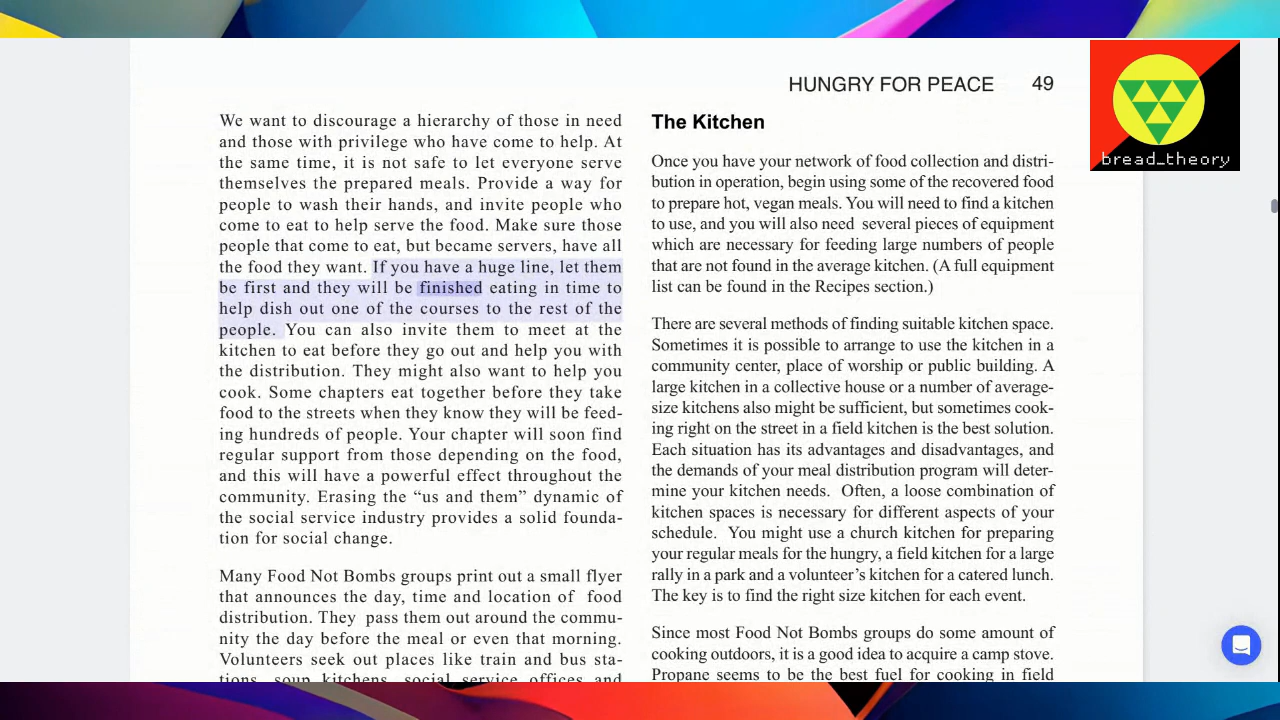 HUNGRY FOR PEACE 49
bread_theory
We want to discourage a hierarchy of those in need
and those with privilege who have come to help. At
the same time, it is not safe to let everyone serve
themselves the prepared meals. Provide a way for
people to wash their hands, and invite people who
come to eat to help serve the food. Make sure those
people that come to eat, but became servers, have all
the food they want. If you have a huge line, let them
be first and they will be finished eating in time to
help dish out one of the courses to the rest of the
people. You can also invite them to meet at the
kitchen to eat before they go out and help you with
the distribution. They might also want to help you
cook. Some chapters eat together before they take
food to the streets when they know they will be feed-
ing hundreds of people. Your chapter will soon find
regular support from those depending on the food,
and this will have a powerful effect throughout the
community. Erasing the “us and them” dynamic of
the social service industry provides a solid founda-
tion for social change.
Many Food Not Bombs groups print out a small flyer
that announces the day, time and location of food
distribution. They pass them out around the commu-
nity the day before the meal or even that morning.
Volunteers seek out places like train and bus sta-
tions, soup kitchens, social service offices and
The Kitchen
Once you have your network of food collection and distri-
bution in operation, begin using some of the recovered food
to prepare hot, vegan meals. You will need to find a kitchen
to use, and you will also need several pieces of equipment
which are necessary for feeding large numbers of people
that are not found in the average kitchen. (A full equipment
list can be found in the Recipes section.)
There are several methods of finding suitable kitchen space.
Sometimes it is possible to arrange to use the kitchen in a
community center, place of worship or public building. A
large kitchen in a collective house or a number of average-
size kitchens also might be sufficient, but sometimes cook-
ing right on the street in a field kitchen is the best solution.
Each situation has its advantages and disadvantages, and
the demands of your meal distribution program will deter-
mine your kitchen needs. Often, a loose combination of
kitchen spaces is necessary for different aspects of your
schedule. You might use a church kitchen for preparing
your regular meals for the hungry, a field kitchen for a large
rally in a park and a volunteer’s kitchen for a catered lunch.
The key is to find the right size kitchen for each event.
Since most Food Not Bombs groups do some amount of
cooking outdoors, it is a good idea to acquire a camp stove.
Propane seems to be the best fuel for cooking in field